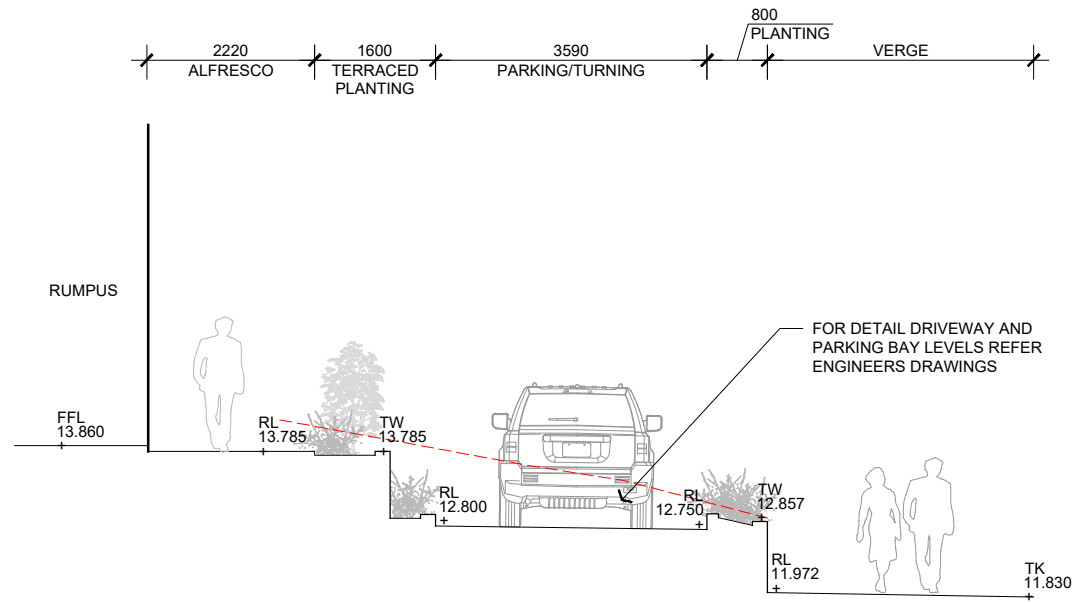 800
PLANTING
2220
ALFRESCO
1600
TERRACED
PLANTING
3590
PARKING/TURNING
VERGE
RUMPUS
FOR DETAIL DRIVEWAY AND
PARKING BAY LEVELS REFER
ENGINEERS DRAWINGS
FFL
13.860
RL
13.785
TW
13.785
RL
12.800
RL
12.750
TW
12.857
RL
11.972
TK
11.830